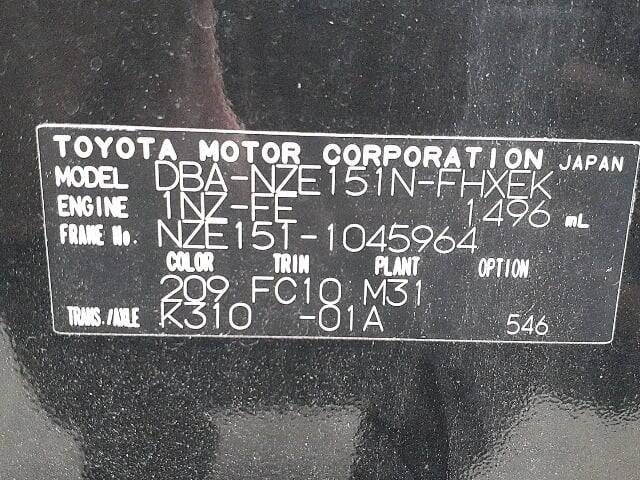 TOYOTA MOTOR CORPORATION JAPAN
MODEL DBA-NZE151N-FHXEK
ENGINE 1NZ-FE 1496 mL
FRAME No. NZE151-1045964
COLOR TRIM PLANT OPTION
209 FC10 M31
TRANS./AXLE K310 -01A 546